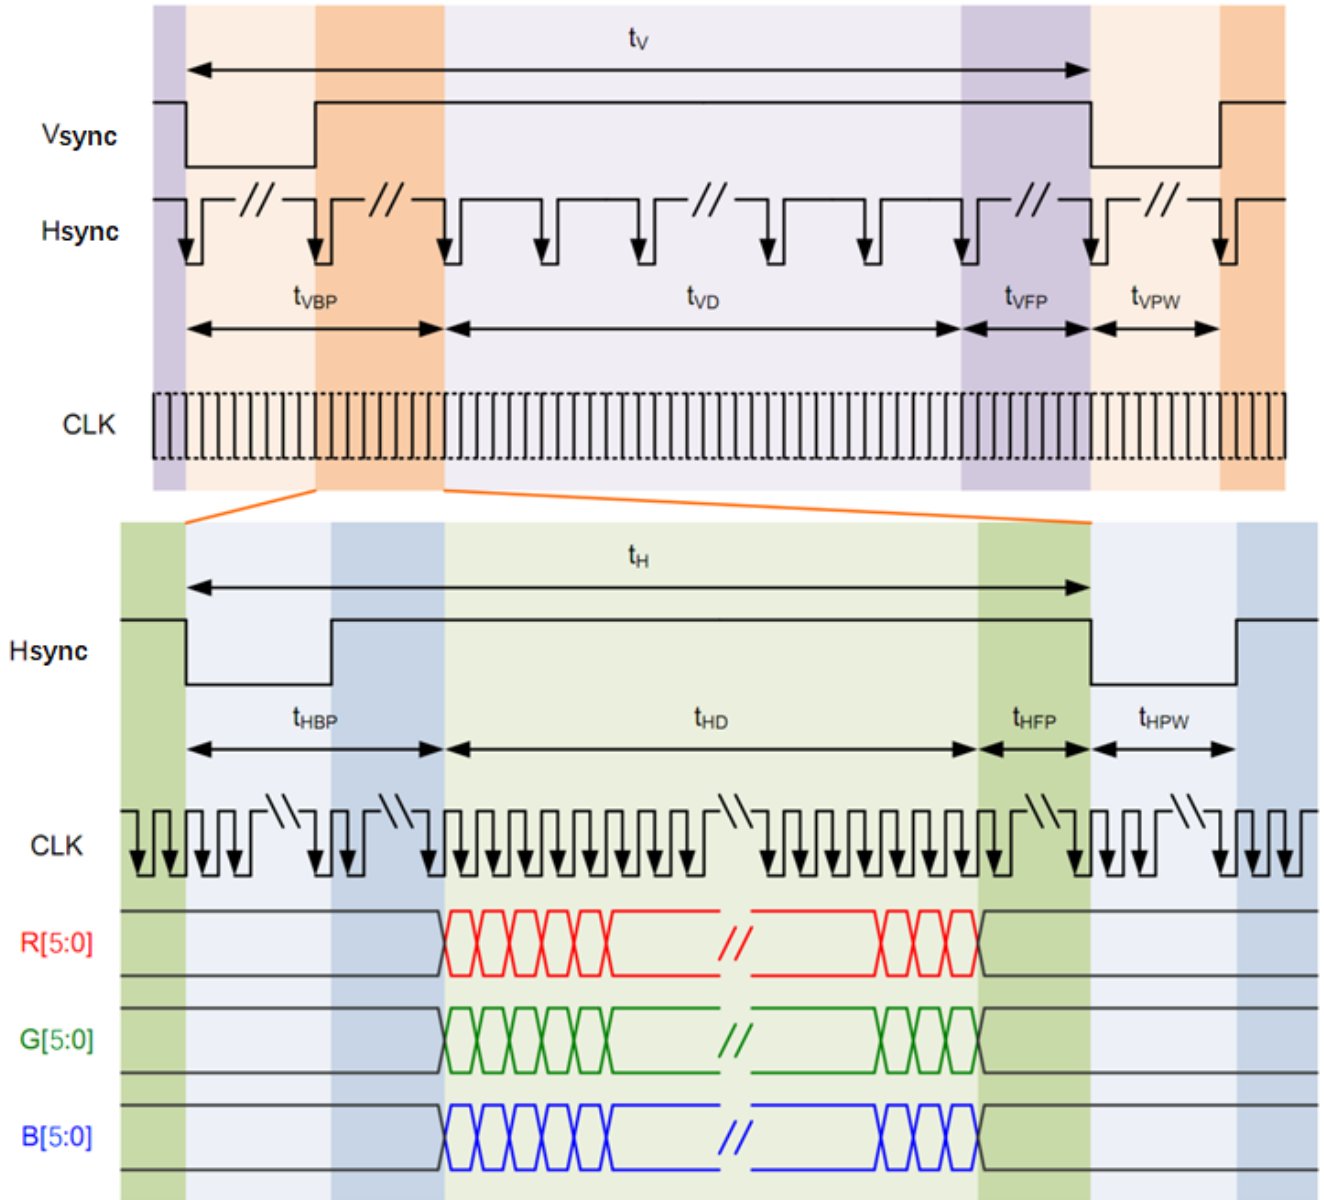 tV
Vsync
Hsync
tVBP tVD tVFP tVPW
CLK
tH
Hsync
tHBP tHD tHFP tHPW
CLK
R[5:0]
G[5:0]
B[5:0]